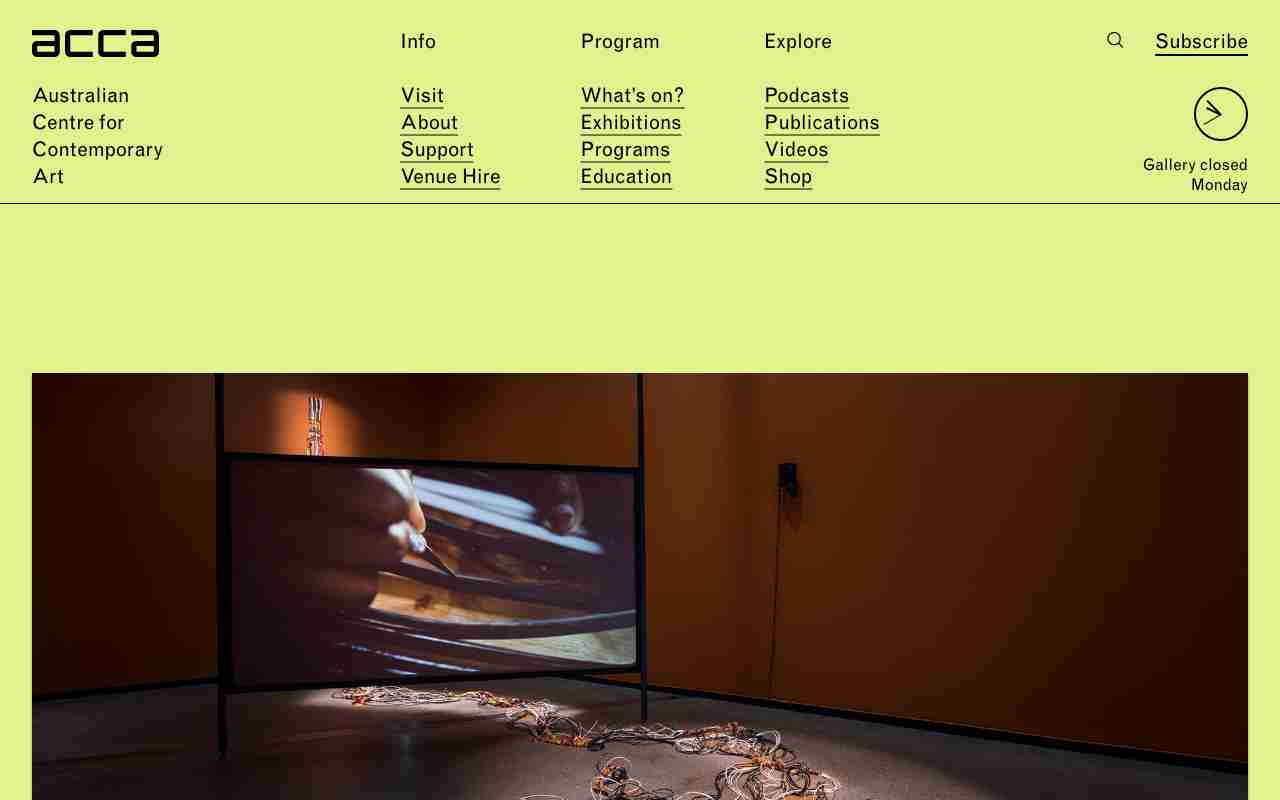 acca
Australian
Centre for
Contemporary
Art
Info
Visit
About
Support
Venue Hire
Program
What's on?
Exhibitions
Programs
Education
Explore
Podcasts
Publications
Videos
Shop
Subscribe
Gallery closed
Monday